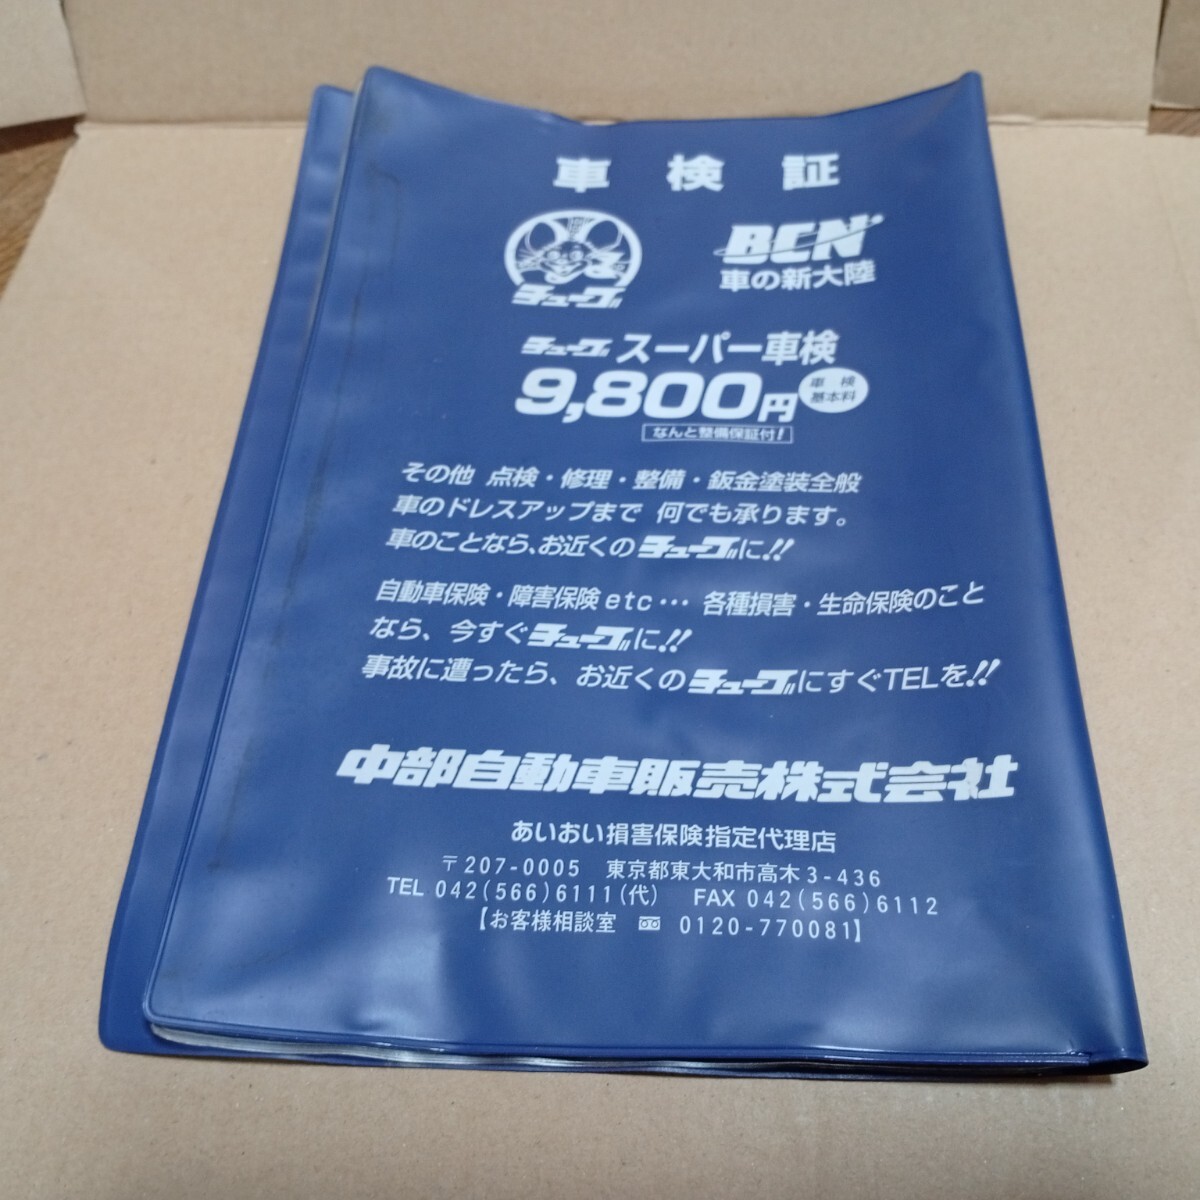 車検証
チューブ
BCN
車の新大陸
チューブ スーパー車検
9,800円
車検
基本料
なんと整備保証付!
その他 点検・修理・整備・鈑金塗装全般
車のドレスアップまで 何でも承ります。
車のことなら、お近くのチューブに!!
自動車保険・障害保険etc… 各種損害・生命保険のこと
なら、今すぐチューブに!!
事故に遭ったら、お近くのチューブにすぐTELを!!
中部自動車販売株式会社
あいおい損害保険指定代理店
〒207-0005 東京都東大和市高木3-436
TEL 042(566)6111(代) FAX 042(566)6112
【お客様相談室 0120-770081】